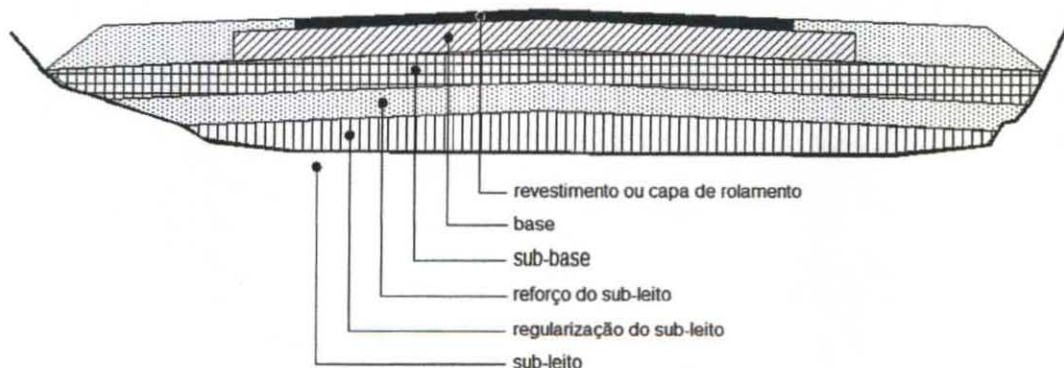 revestimento ou capa de rolamento
base
sub-base
reforço do sub-leito
regularização do sub-leito
sub-leito